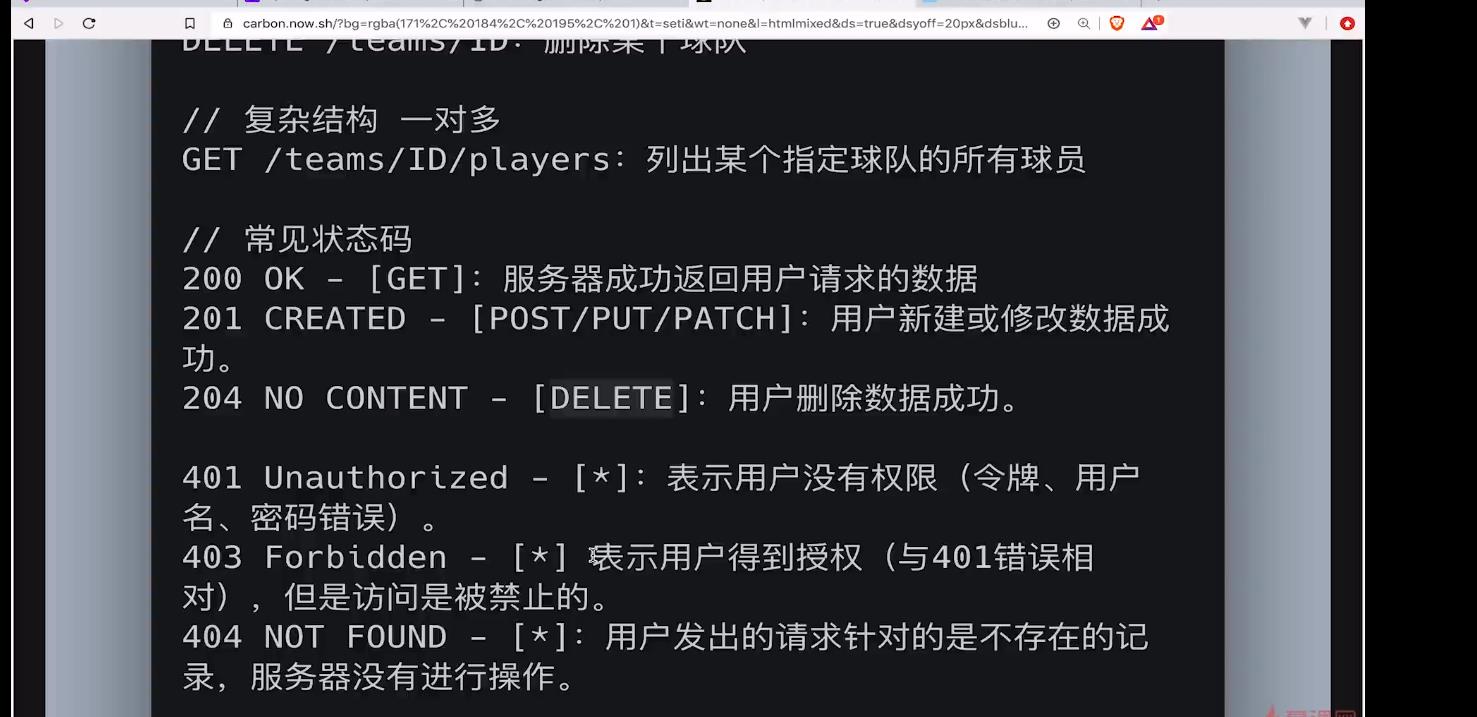 carbon.now.sh/?bg=rgba(171%2C%20184%2C%20195%2C%201)&t=seti&wt=none&l=htmlmixed&ds=true&dsyoff=20px&dsblu...
DELETE /teams/ID: 删除某个球队
// 复杂结构 一对多
GET /teams/ID/players: 列出某个指定球队的所有球员
// 常见状态码
200 OK – [GET]: 服务器成功返回用户请求的数据
201 CREATED – [POST/PUT/PATCH]: 用户新建或修改数据成
功。
204 NO CONTENT – [DELETE]: 用户删除数据成功。
401 Unauthorized – [*]: 表示用户没有权限（令牌、用户
名、密码错误）。
403 Forbidden – [*] 表示用户得到授权（与401错误相
对）, 但是访问是被禁止的。
404 NOT FOUND – [*]: 用户发出的请求针对的是不存在的记
录, 服务器没有进行操作。